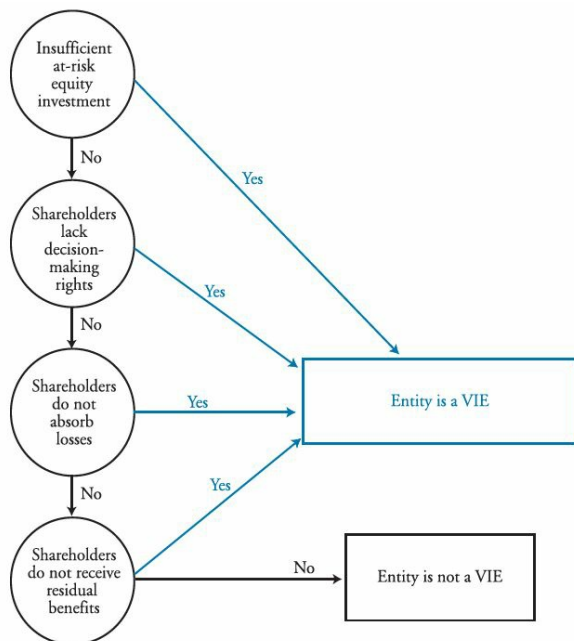 Insufficient
at-risk
equity
investment
No
Yes
Shareholders
lack
decision-
making
rights
Yes
No
Shareholders
do not
absorb
losses
Yes
Entity is a VIE
No
Yes
Shareholders
do not receive
residual
benefits
No
Entity is not a VIE